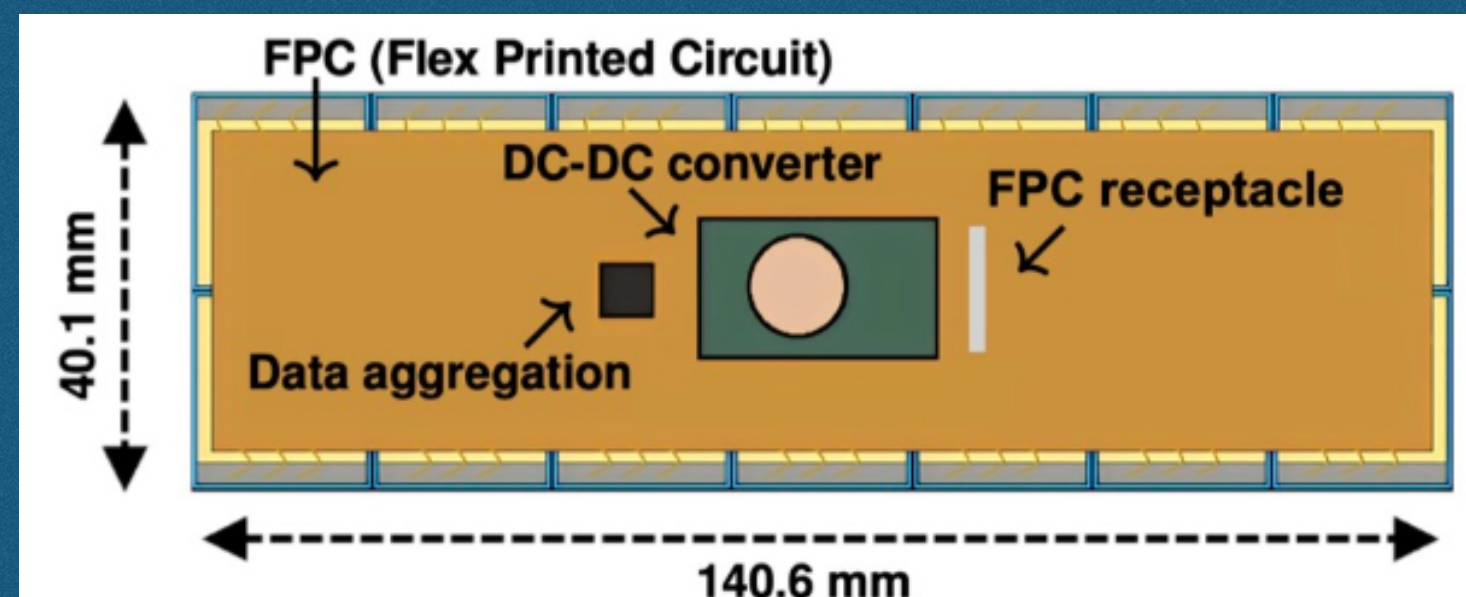 FPC (Flex Printed Circuit)
DC-DC converter
FPC receptacle
40.1 mm
Data aggregation
140.6 mm